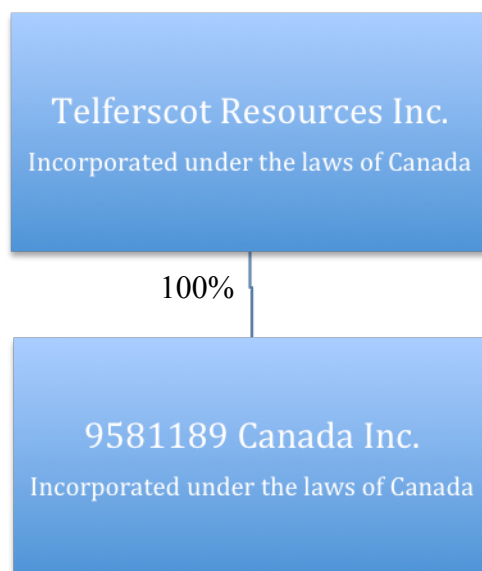 Telferscot Resources Inc.
Incorporated under the laws of Canada
100%
9581189 Canada Inc.
Incorporated under the laws of Canada